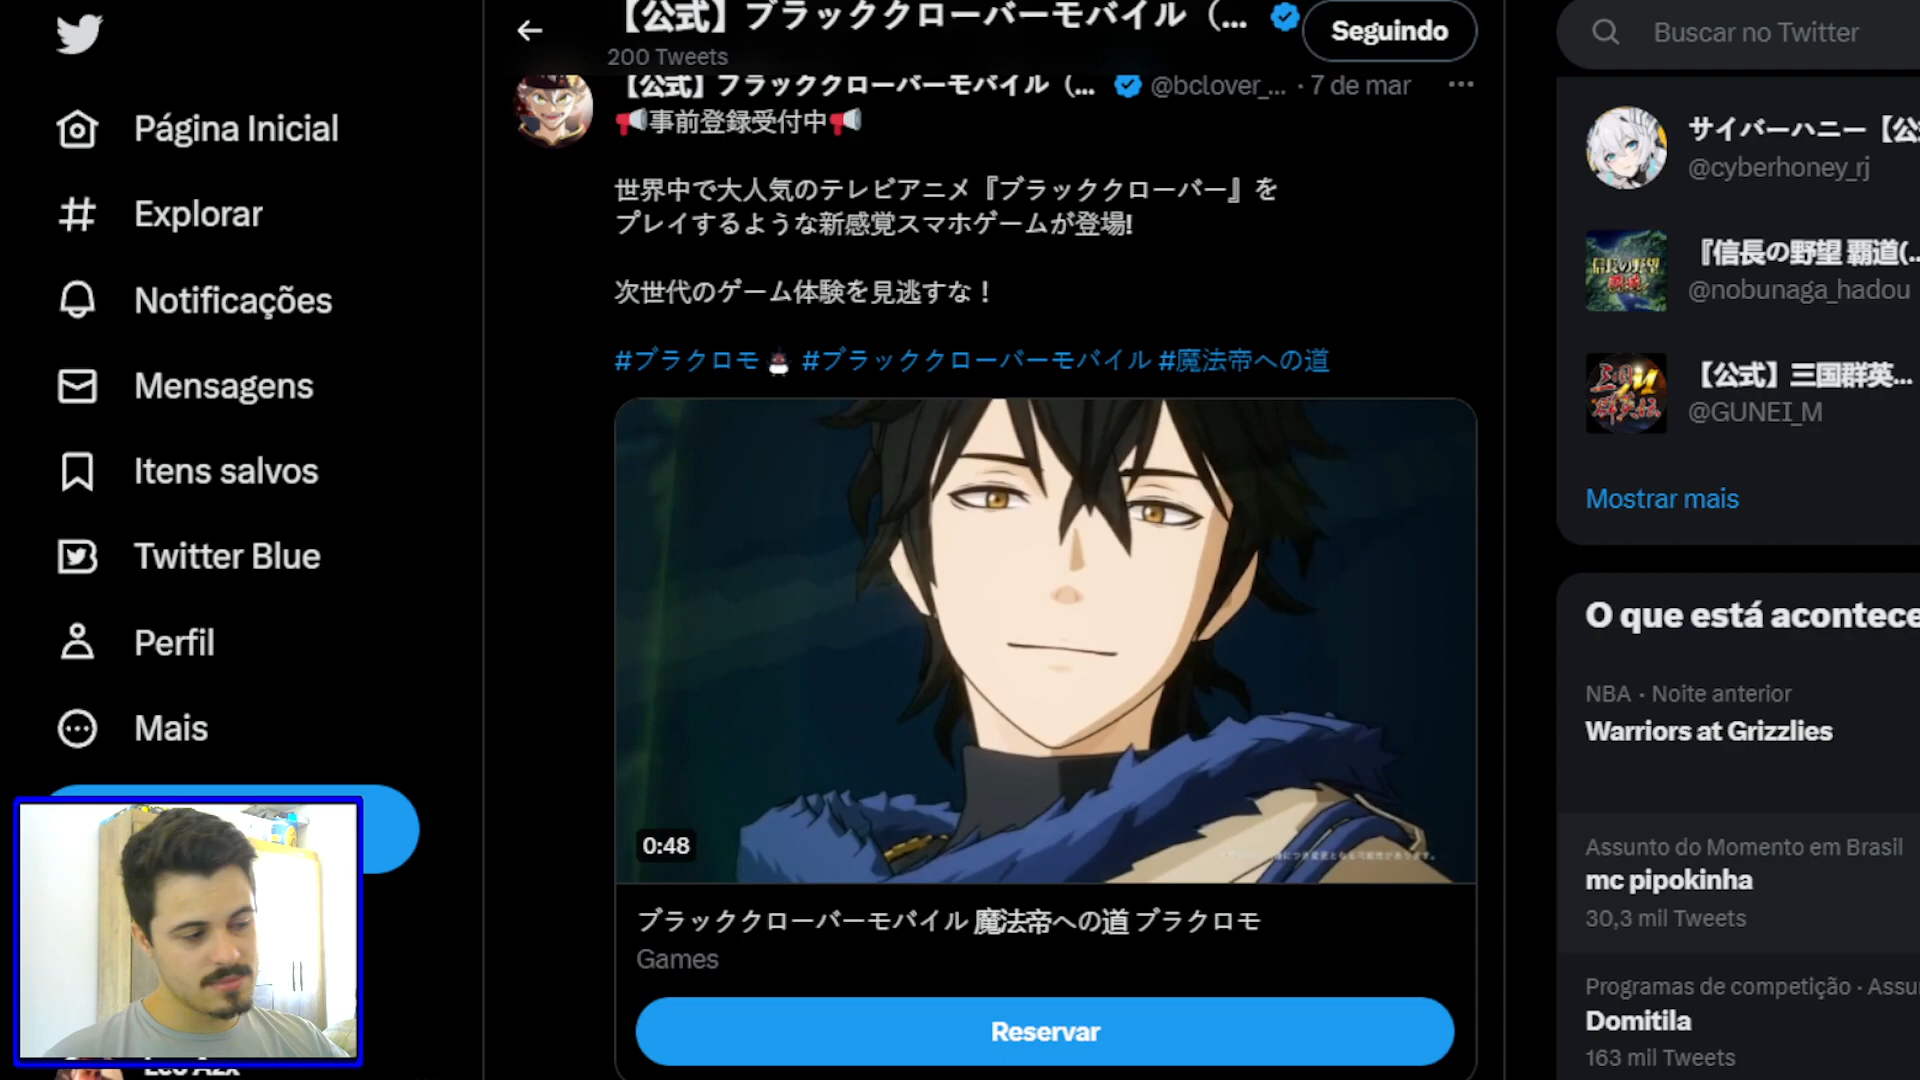 Página Inicial
Explorar
Notificações
Mensagens
Itens salvos
Twitter Blue
Perfil
Mais
【公式】ブラッククローバーモバイル（...
200 Tweets
Seguindo
【公式】ブラッククローバーモバイル（... @bclover_... · 7 de mar
事前登録受付中
世界中で大人気のテレビアニメ『ブラッククローバー』を
プレイするような新感覚スマホゲームが登場!
次世代のゲーム体験を見逃すな！
#ブラクロモ #ブラッククローバーモバイル #魔法帝への道
0:48
ブラッククローバーモバイル 魔法帝への道 ブラクロモ
Games
Reservar
Buscar no Twitter
サイバーハニー【公
@cyberhoney_rj
『信長の野望 覇道(...
@nobunaga_hadou
信長の野望
覇道
【公式】三国群英...
@GUNEI_M
Mostrar mais
O que está acontece
NBA · Noite anterior
Warriors at Grizzlies
Assunto do Momento em Brasil
mc pipokinha
30,3 mil Tweets
Programas de competição · Assu
Domitila
163 mil Tweets